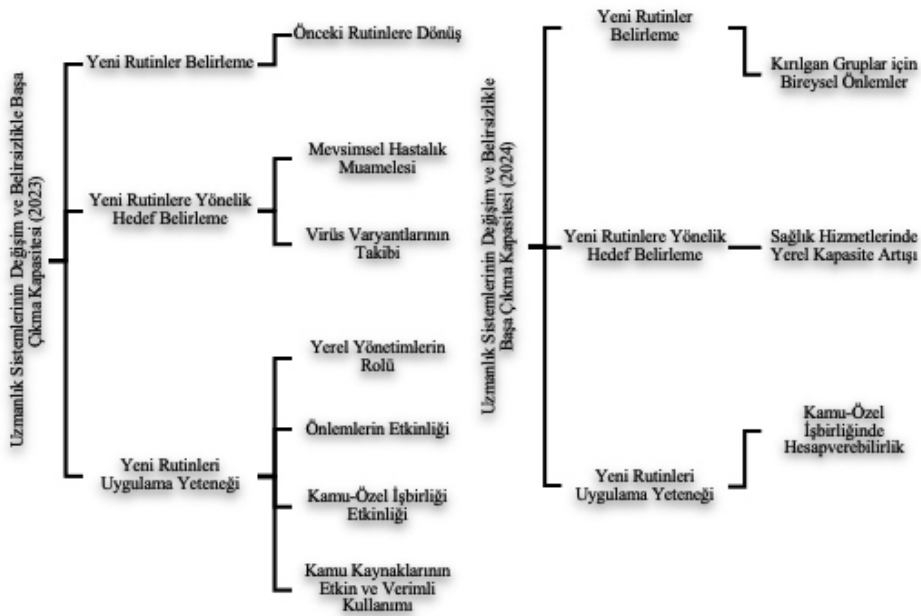 Uzmanlık Sistemlerinin Değişim ve Belirsizlikle Başa
Çıkma Kapasitesi (2023)
Yeni Rutinler Belirleme
Önceki Rutinlere Dönüş
Yeni Rutinlere Yönelik
Hedef Belirleme
Mevsimsel Hastalık
Muamelesi
Virüs Varyantlarının
Takibi
Yeni Rutinleri
Uygulama Yeteneği
Yerel Yönetimlerin
Rolü
Önlemlerin Etkinliği
Kamu-Özel İşbirliği
Etkinliği
Kamu Kaynaklarının
Etkin ve Verimli
Kullanımı
Uzmanlık Sistemlerinin Değişim ve Belirsizlikle
Başa Çıkma Kapasitesi (2024)
Yeni Rutinler
Belirleme
Kırılgan Gruplar için
Bireysel Önlemler
Yeni Rutinlere Yönelik
Hedef Belirleme
Sağlık Hizmetlerinde
Yerel Kapasite Artışı
Yeni Rutinleri
Uygulama Yeteneği
Kamu-Özel
İşbirliğinde
Hesapverebilirlik